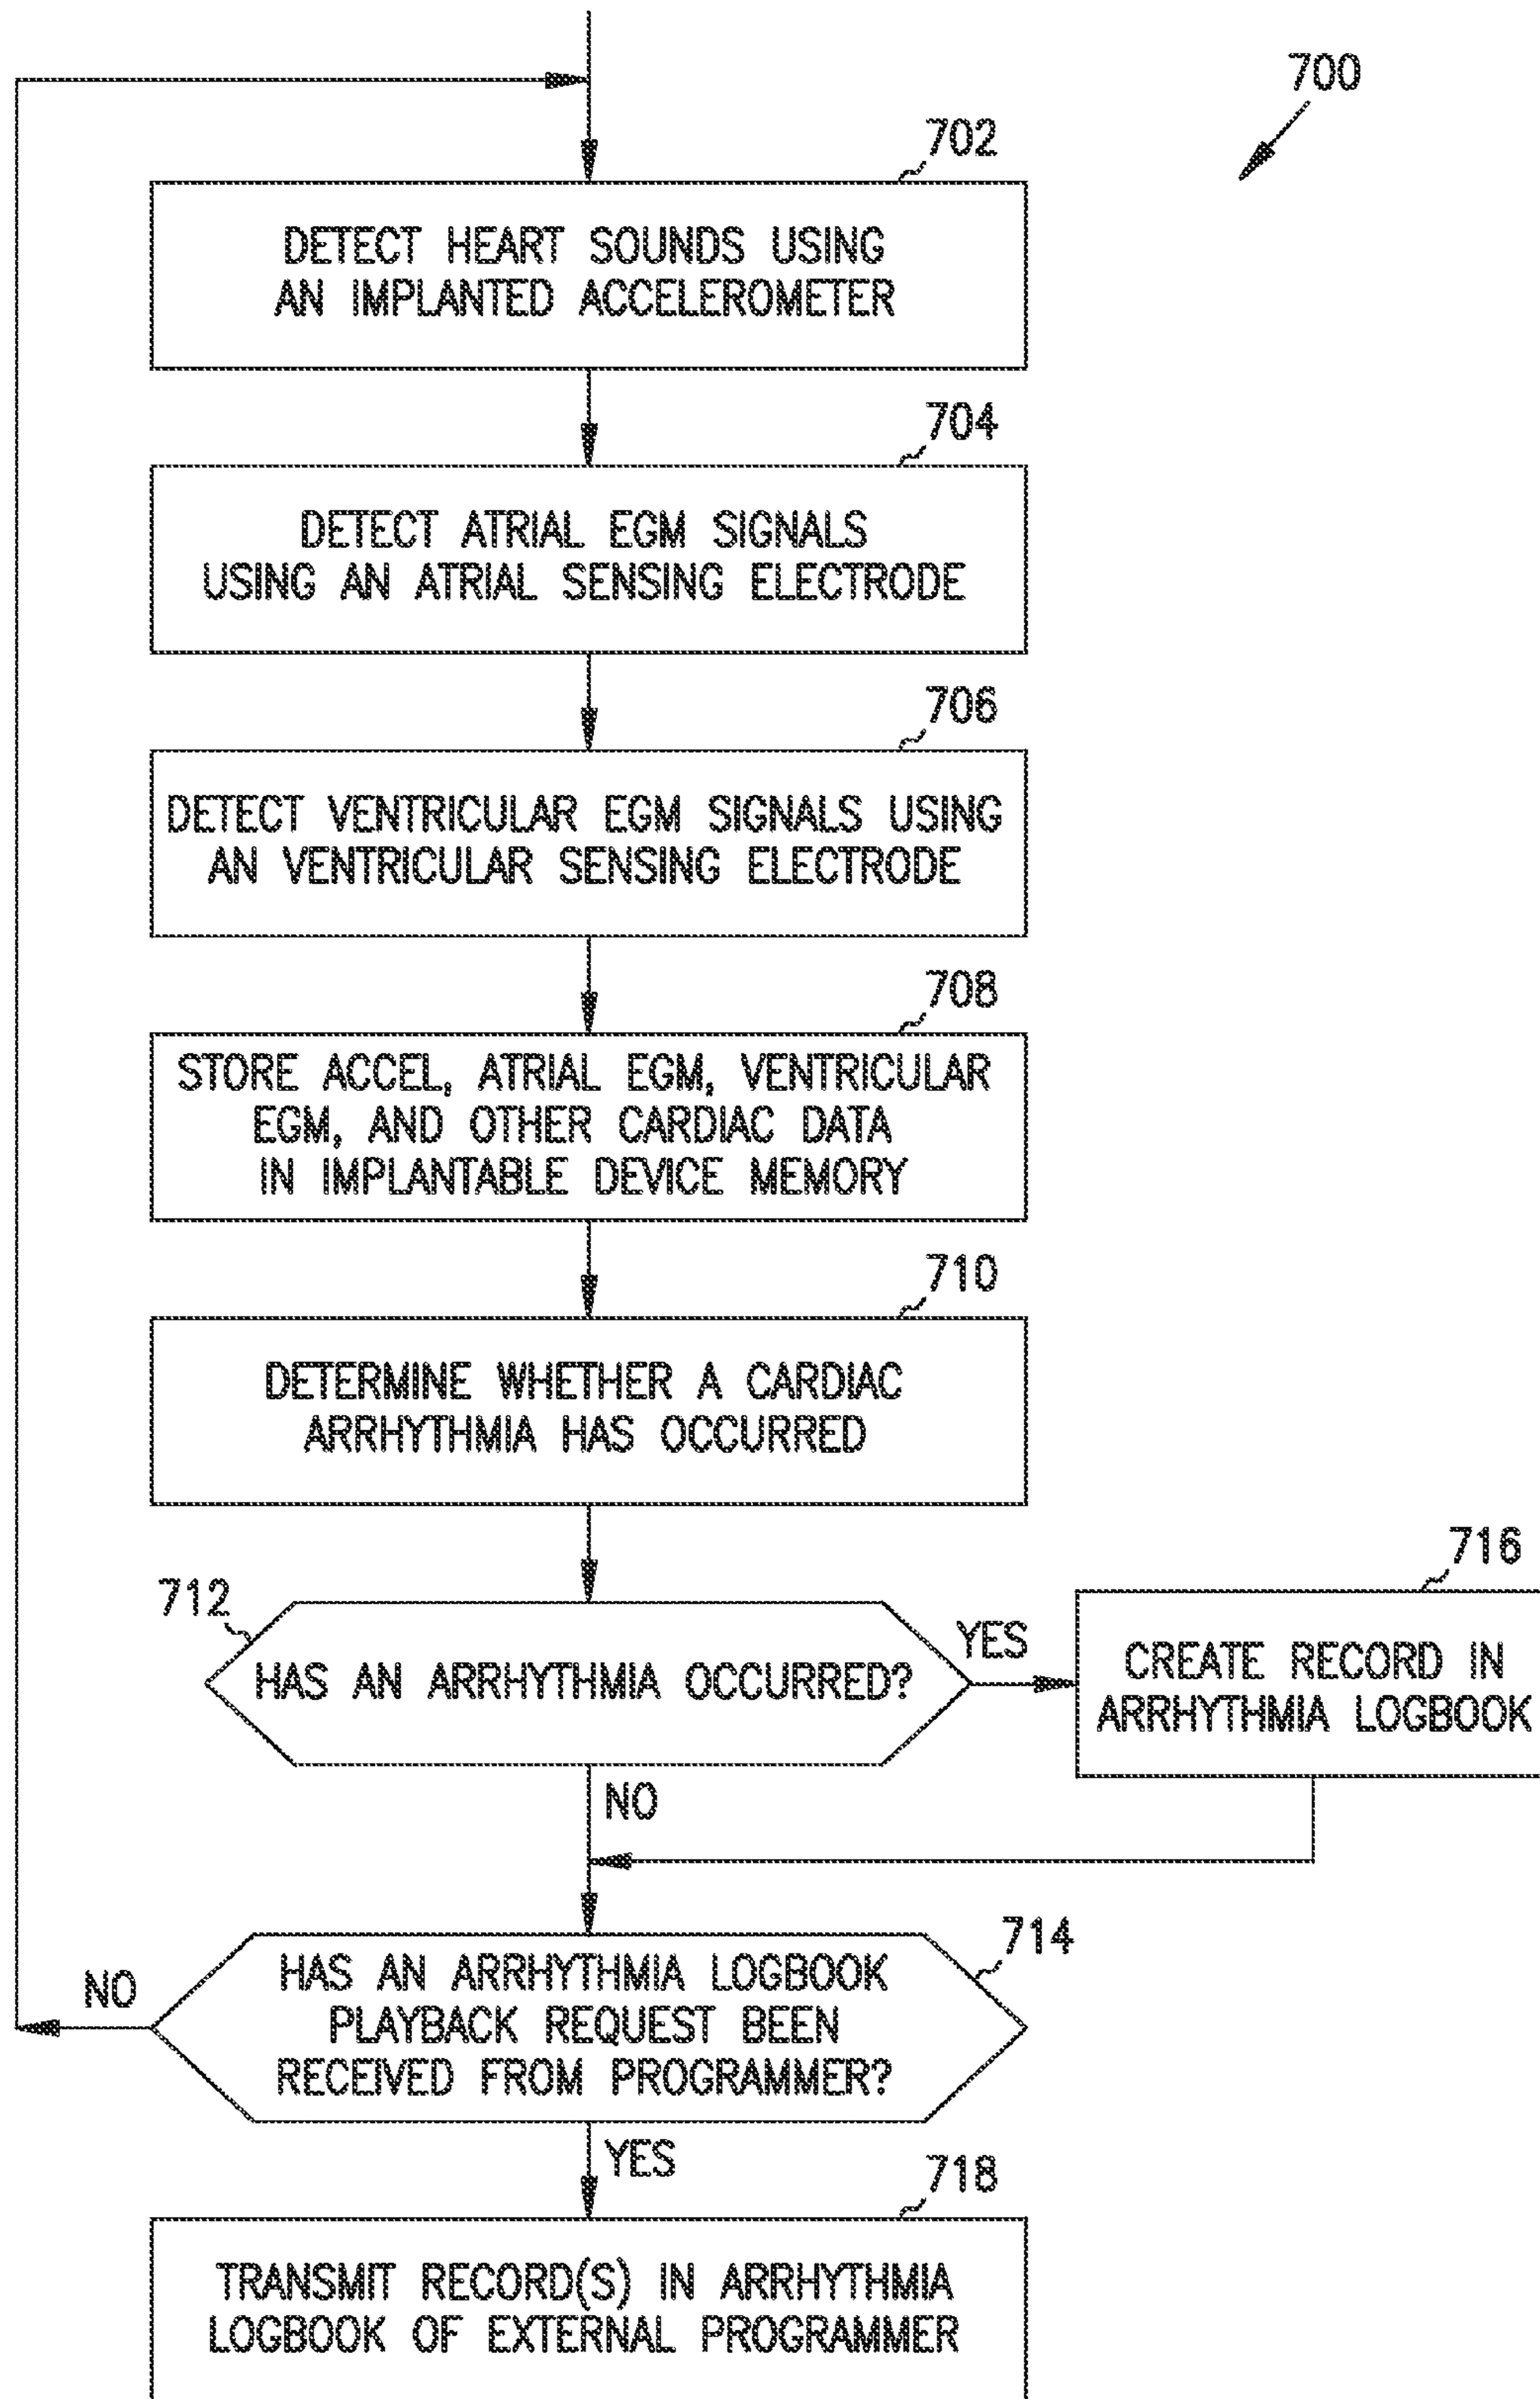 700
702
DETECT HEART SOUNDS USING
AN IMPLANTED ACCELEROMETER
704
DETECT ATRIAL EGM SIGNALS
USING AN ATRIAL SENSING ELECTRODE
706
DETECT VENTRICULAR EGM SIGNALS USING
AN VENTRICULAR SENSING ELECTRODE
708
STORE ACCEL, ATRIAL EGM, VENTRICULAR
EGM, AND OTHER CARDIAC DATA
IN IMPLANTABLE DEVICE MEMORY
710
DETERMINE WHETHER A CARDIAC
ARRHYTHMIA HAS OCCURRED
712
HAS AN ARRHYTHMIA OCCURRED?
YES
716
CREATE RECORD IN
ARRHYTHMIA LOGBOOK
NO
714
HAS AN ARRHYTHMIA LOGBOOK
PLAYBACK REQUEST BEEN
RECEIVED FROM PROGRAMMER?
NO
YES
718
TRANSMIT RECORD(S) IN ARRHYTHMIA
LOGBOOK OF EXTERNAL PROGRAMMER